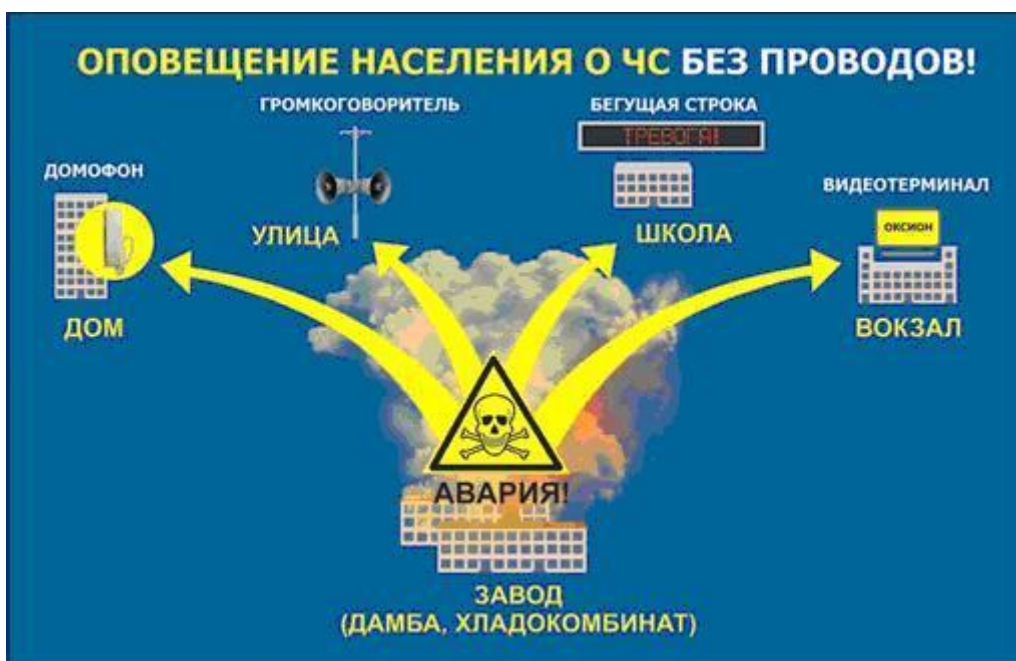 ОПОВЕЩЕНИЕ НАСЕЛЕНИЯ О ЧС БЕЗ ПРОВОДОВ!
ГРОМКОГОВОРИТЕЛЬ
БЕГУЩАЯ СТРОКА
ТРЕВОГА!
ДОМОФОН
ВИДЕОТЕРМИНАЛ
ОКСИОН
УЛИЦА
ШКОЛА
ДОМ
ВОКЗАЛ
АВАРИЯ!
ЗАВОД
(ДАМБА, ХЛАДОКОМБИНАТ)